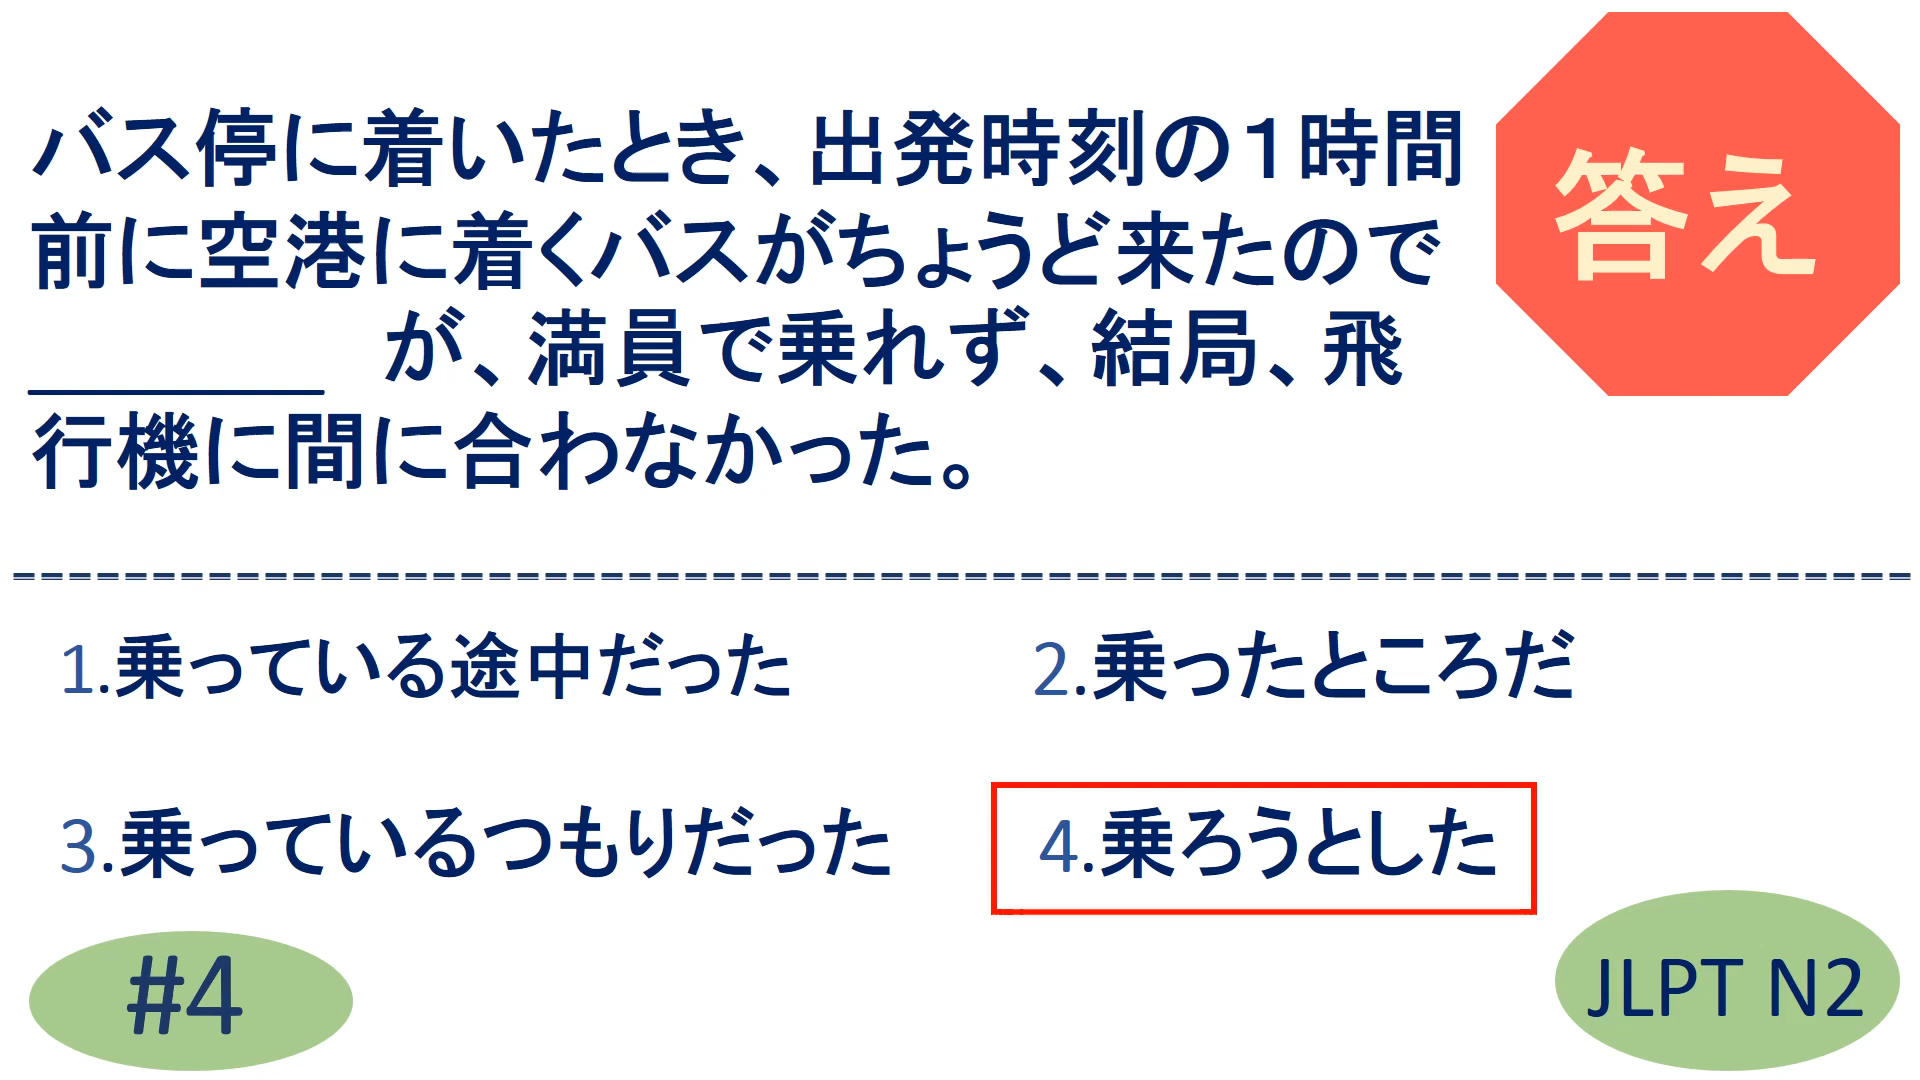 バス停に着いたとき、出発時刻の１時間
前に空港に着くバスがちょうど来たので
＿＿＿＿が、満員で乗れず、結局、飛
行機に間に合わなかった。
答え
1.乗っている途中だった
2.乗ったところだ
3.乗っているつもりだった
4.乗ろうとした
#4
JLPT N2